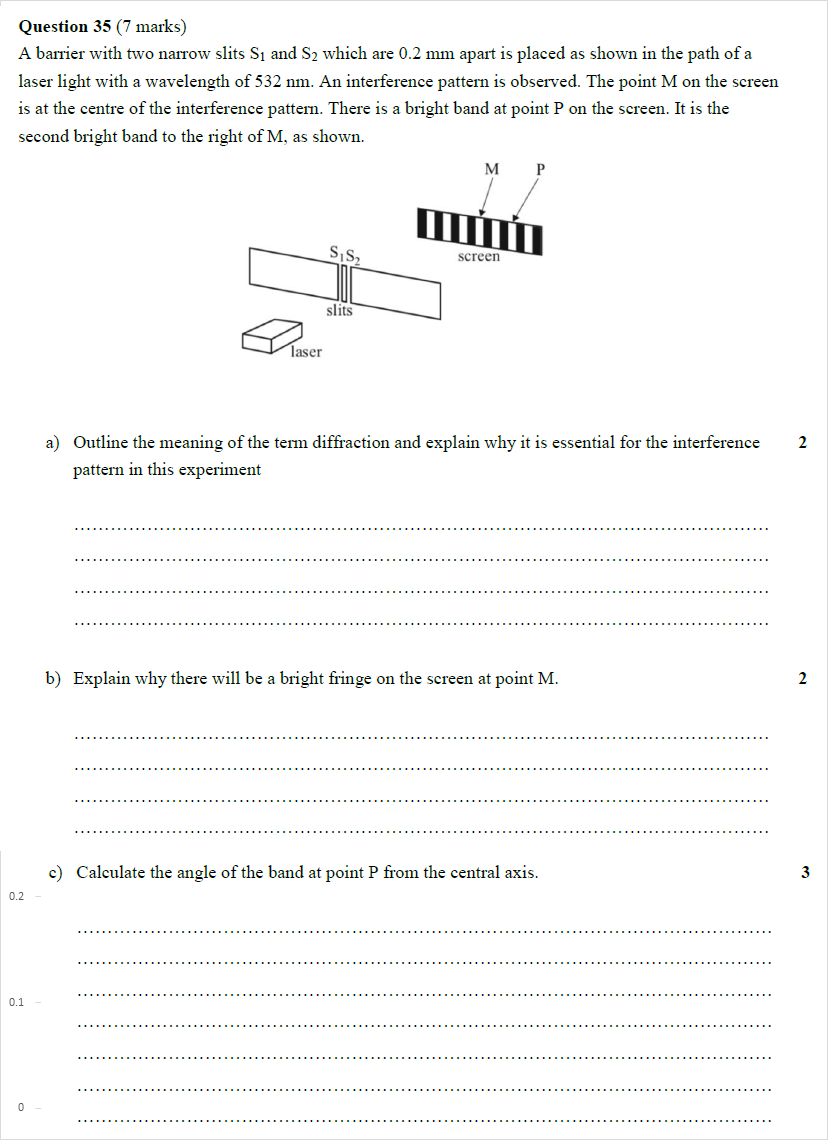 Question 35 (7 marks)
A barrier with two narrow slits S₁ and S₂ which are 0.2 mm apart is placed as shown in the path of a
laser light with a wavelength of 532 nm. An interference pattern is observed. The point M on the screen
is at the centre of the interference pattern. There is a bright band at point P on the screen. It is the
second bright band to the right of M, as shown.
M P
screen
S₁S₂
slits
laser
a) Outline the meaning of the term diffraction and explain why it is essential for the interference 2
pattern in this experiment
b) Explain why there will be a bright fringe on the screen at point M. 2
c) Calculate the angle of the band at point P from the central axis. 3
0.2
0.1
0